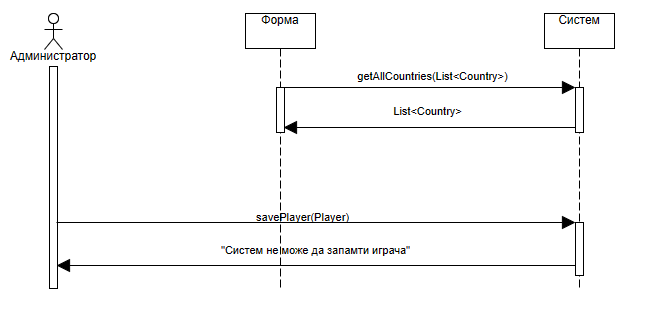 Форма
Систем
Администратор
getAllCountries(List<Country>)
List<Country>
savePlayer(Player)
"Систем не може да запамти играча"